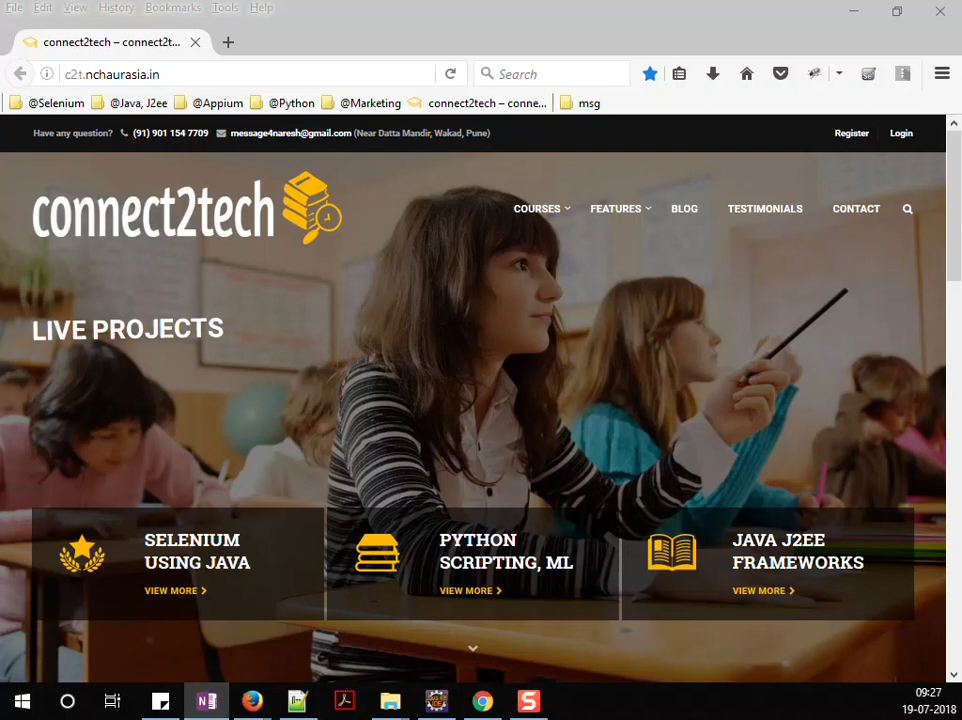 File Edit View History Bookmarks Tools Help
connect2tech – connect2t...
c2t.nchaurasia.in
Search
@Selenium @Java, J2ee @Appium @Python @Marketing connect2tech – conne... msg
Have any question? (91) 901 154 7709 message4naresh@gmail.com (Near Datta Mandir, Wakad, Pune) Register Login
connect2tech
COURSES FEATURES BLOG TESTIMONIALS CONTACT
LIVE PROJECTS
SELENIUM
USING JAVA
VIEW MORE
PYTHON
SCRIPTING, ML
VIEW MORE
JAVA J2EE
FRAMEWORKS
VIEW MORE
09:27
19-07-2018